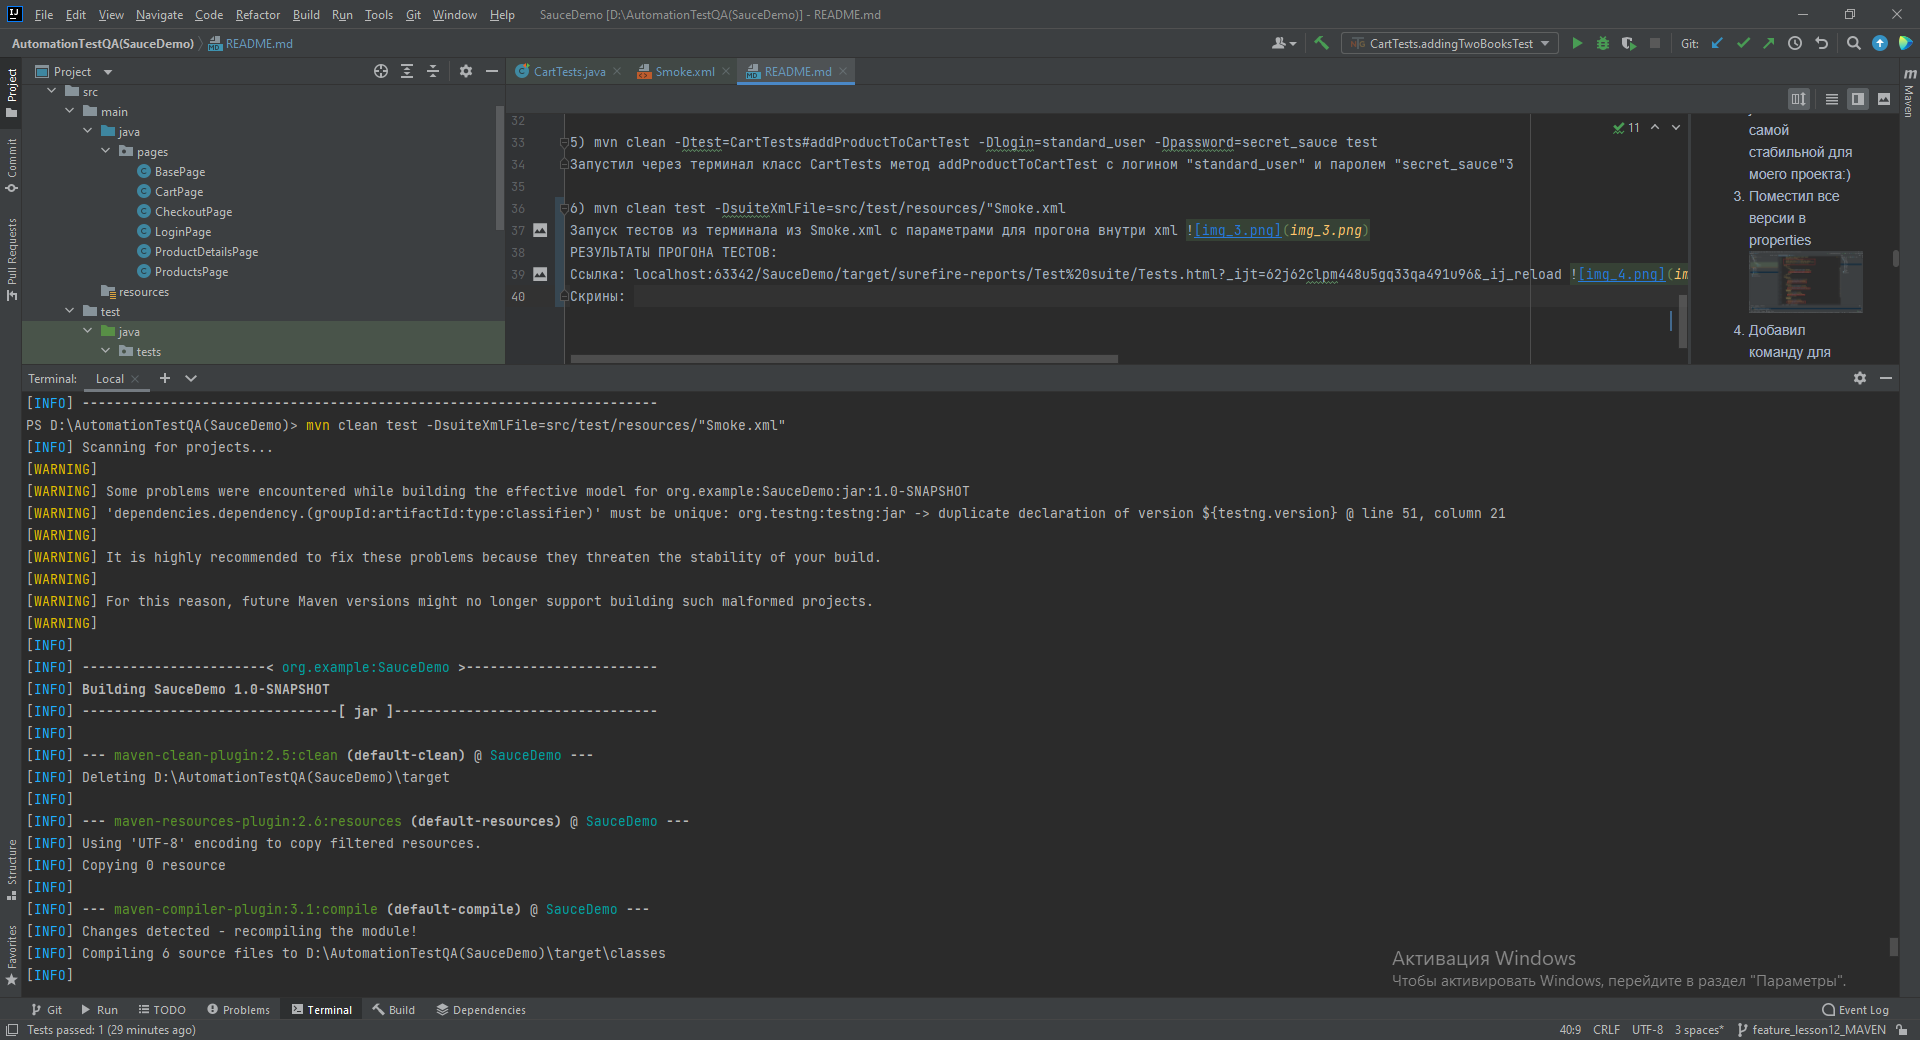 File Edit View Navigate Code Refactor Build Run Tools Git Window Help SauceDemo [D:\AutomationTestQA(SauceDemo)] - README.md
AutomationTestQA(SauceDemo) README.md CartTests.addingTwoBooksTest Git:
Project CartTests.java Smoke.xml README.md
src
main
java
pages
BasePage
CartPage
CheckoutPage
LoginPage
ProductDetailsPage
ProductsPage
resources
test
java
tests
Project
Commit
Pull Requests
Structure
Favorites
Maven
11
32
33 5) mvn clean -Dtest=CartTests#addProductToCartTest -Dlogin=standard_user -Dpassword=secret_sauce test
34 Запустил через терминал класс CartTests метод addProductToCartTest с логином "standard_user" и паролем "secret_sauce"3
35
36 6) mvn clean test -DsuiteXmlFile=src/test/resources/"Smoke.xml
37 Запуск тестов из терминала из Smoke.xml с параметрами для прогона внутри xml ![img_3.png](img_3.png)
38 РЕЗУЛЬТАТЫ ПРОГОНА ТЕСТОВ:
39 Ссылка: localhost:63342/SauceDemo/target/surefire-reports/Test%20suite/Tests.html?_ijt=62j62clpm448u5gq33qa491u96&_ij_reload ![img_4.png](im
40 Скрины:
самой
стабильной для
моего проекта:)
3. Поместил все
версии в
properties
4. Добавил
команду для
Terminal: Local
[INFO] ------------------------------------------------------------------------
PS D:\AutomationTestQA(SauceDemo)> mvn clean test -DsuiteXmlFile=src/test/resources/"Smoke.xml"
[INFO] Scanning for projects...
[WARNING]
[WARNING] Some problems were encountered while building the effective model for org.example:SauceDemo:jar:1.0-SNAPSHOT
[WARNING] 'dependencies.dependency.(groupId:artifactId:type:classifier)' must be unique: org.testng:testng:jar -> duplicate declaration of version ${testng.version} @ line 51, column 21
[WARNING]
[WARNING] It is highly recommended to fix these problems because they threaten the stability of your build.
[WARNING]
[WARNING] For this reason, future Maven versions might no longer support building such malformed projects.
[WARNING]
[INFO]
[INFO] -----------------------< org.example:SauceDemo >------------------------
[INFO] Building SauceDemo 1.0-SNAPSHOT
[INFO] --------------------------------[ jar ]---------------------------------
[INFO]
[INFO] --- maven-clean-plugin:2.5:clean (default-clean) @ SauceDemo ---
[INFO] Deleting D:\AutomationTestQA(SauceDemo)\target
[INFO]
[INFO] --- maven-resources-plugin:2.6:resources (default-resources) @ SauceDemo ---
[INFO] Using 'UTF-8' encoding to copy filtered resources.
[INFO] Copying 0 resource
[INFO]
[INFO] --- maven-compiler-plugin:3.1:compile (default-compile) @ SauceDemo ---
[INFO] Changes detected - recompiling the module!
[INFO] Compiling 6 source files to D:\AutomationTestQA(SauceDemo)\target\classes
[INFO]
Активация Windows
Чтобы активировать Windows, перейдите в раздел "Параметры".
Git Run TODO Problems Terminal Build Dependencies Event Log
Tests passed: 1 (29 minutes ago) 40:9 CRLF UTF-8 3 spaces* feature_lesson12_MAVEN